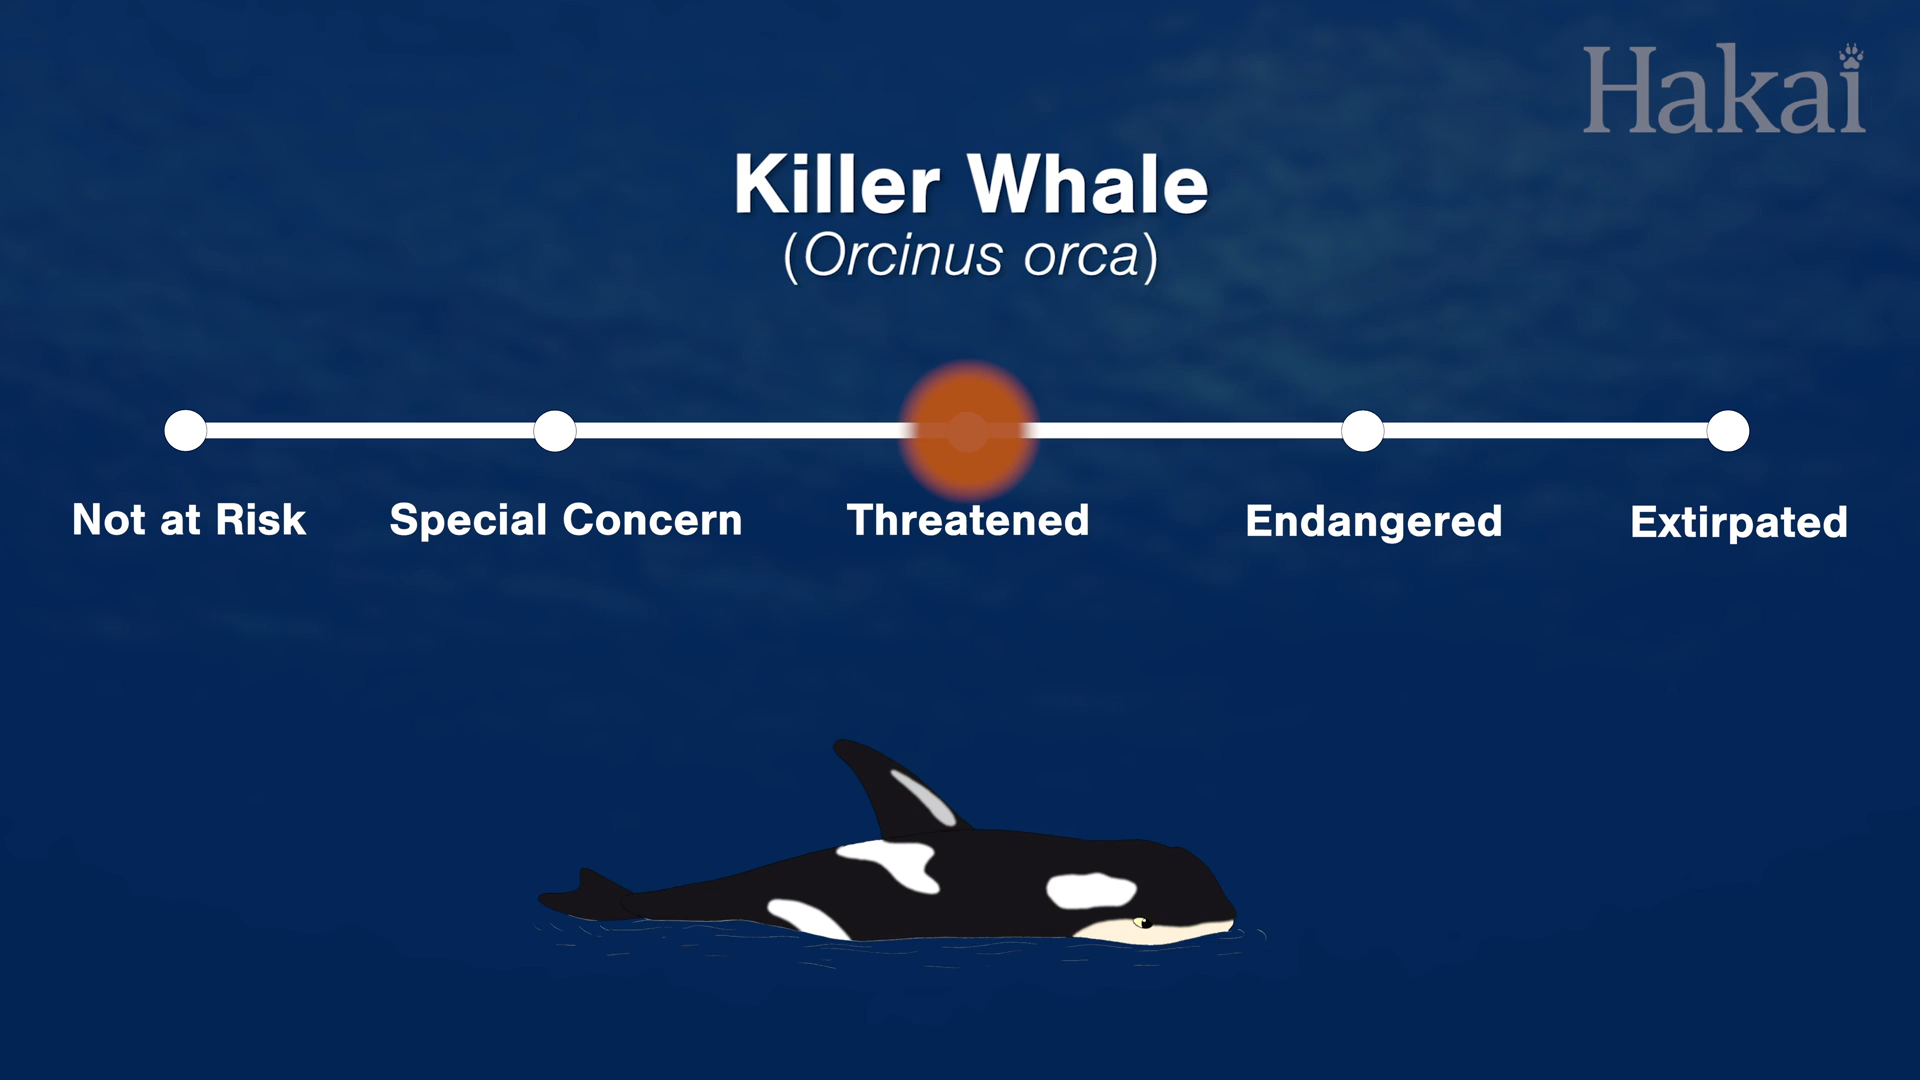 Hakai
Killer Whale
(Orcinus orca)
Not at Risk
Special Concern
Threatened
Endangered
Extirpated